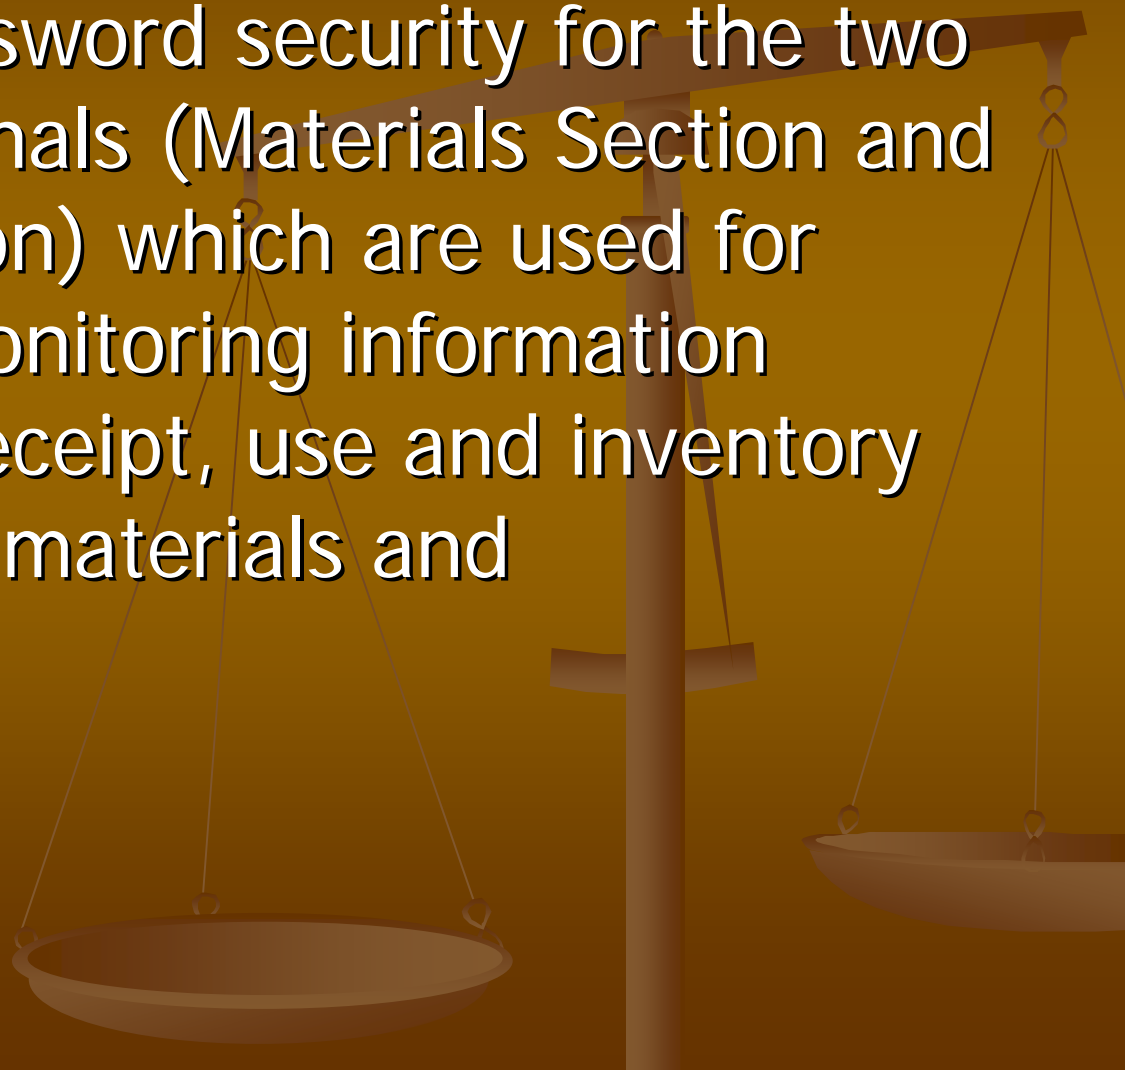 sword security for the two
nals (Materials Section and
on) which are used for
onitoring information
eceipt, use and inventory
materials and